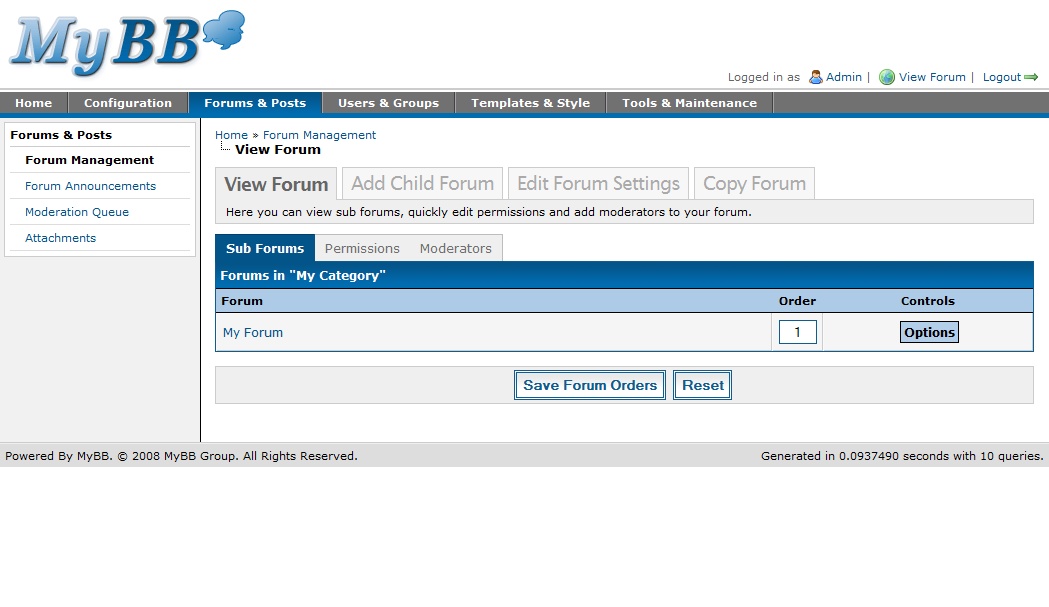 MyBB
Logged in as Admin | View Forum | Logout
Home Configuration Forums & Posts Users & Groups Templates & Style Tools & Maintenance
Forums & Posts
Forum Management
Forum Announcements
Moderation Queue
Attachments
Home » Forum Management
View Forum
View Forum Add Child Forum Edit Forum Settings Copy Forum
Here you can view sub forums, quickly edit permissions and add moderators to your forum.
Sub Forums Permissions Moderators
Forums in "My Category"
Forum Order Controls
My Forum 1 Options
Save Forum Orders Reset
Powered By MyBB. © 2008 MyBB Group. All Rights Reserved. Generated in 0.0937490 seconds with 10 queries.